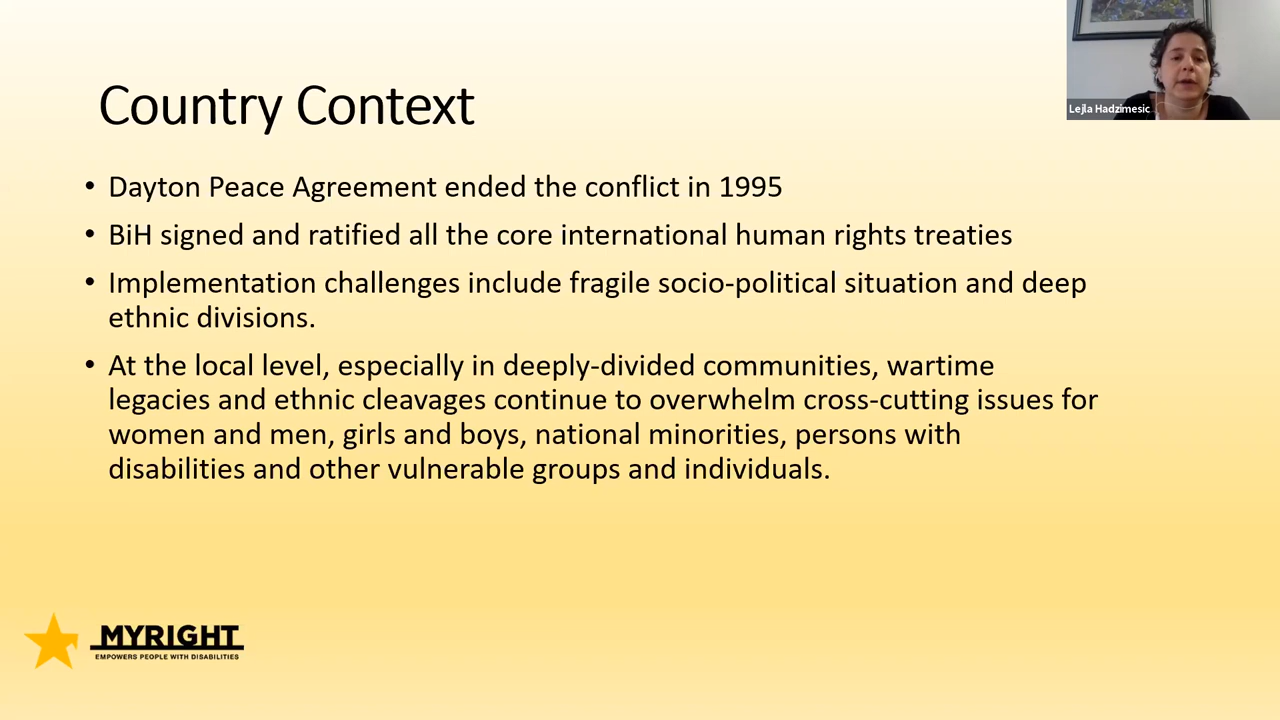 Lejla Hadzimesic
Country Context
• Dayton Peace Agreement ended the conflict in 1995
• BiH signed and ratified all the core international human rights treaties
• Implementation challenges include fragile socio-political situation and deep
ethnic divisions.
• At the local level, especially in deeply-divided communities, wartime
legacies and ethnic cleavages continue to overwhelm cross-cutting issues for
women and men, girls and boys, national minorities, persons with
disabilities and other vulnerable groups and individuals.
MYRIGHT
EMPOWERS PEOPLE WITH DISABILITIES